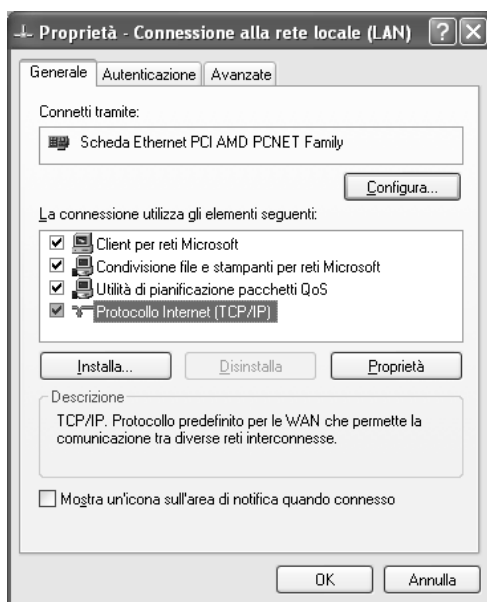 Proprietà - Connessione alla rete locale (LAN)
Generale Autenticazione Avanzate
Connetti tramite:
Scheda Ethernet PCI AMD PCNET Family
Configura...
La connessione utilizza gli elementi seguenti:
Client per reti Microsoft
Condivisione file e stampanti per reti Microsoft
Utilità di pianificazione pacchetti QoS
Protocollo Internet (TCP/IP)
Installa... Disinstalla Proprietà
Descrizione
TCP/IP. Protocollo predefinito per le WAN che permette la
comunicazione tra diverse reti interconnesse.
Mostra un'icona sull'area di notifica quando connesso
OK Annulla